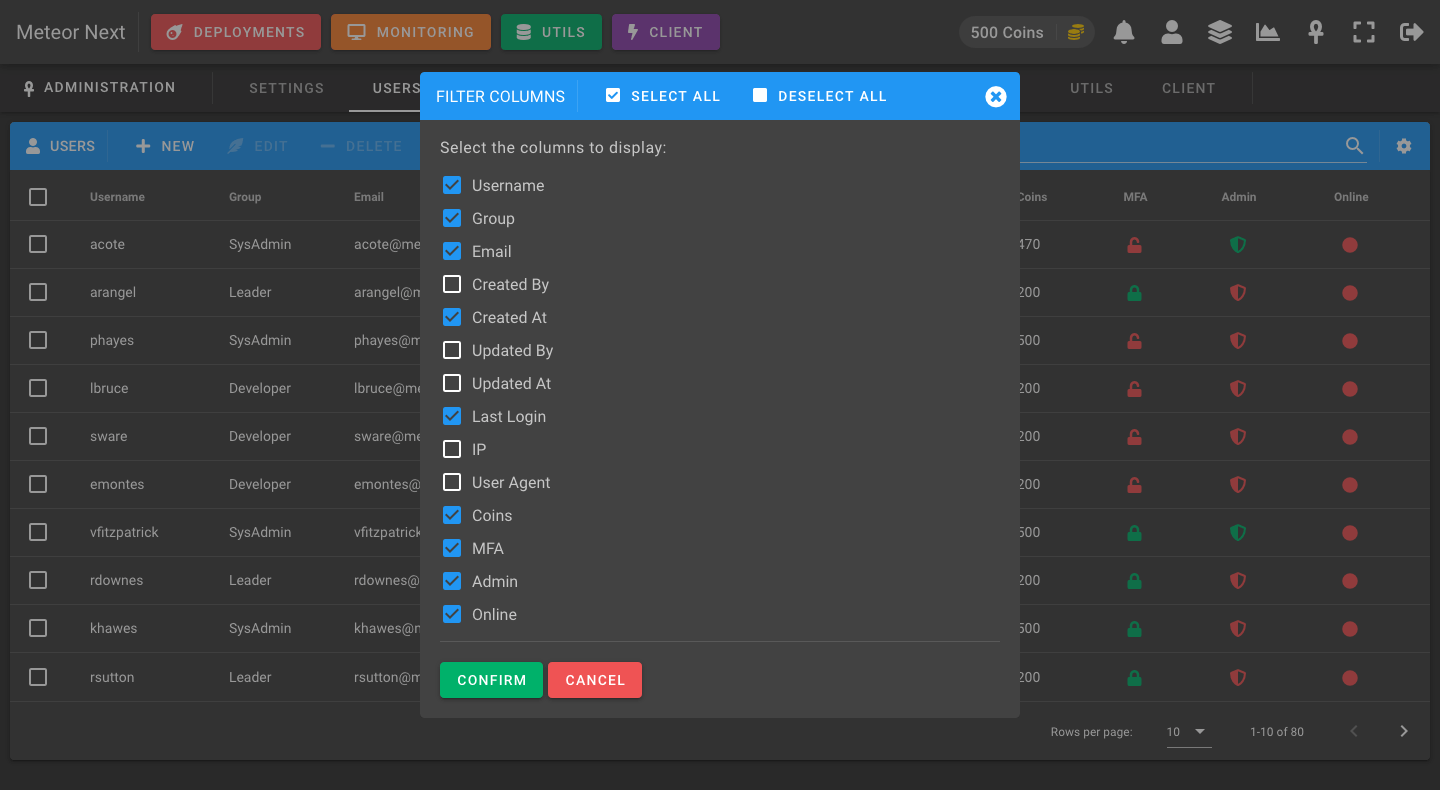 Meteor Next DEPLOYMENTS MONITORING UTILS CLIENT 500 Coins
ADMINISTRATION SETTINGS USERS UTILS CLIENT
FILTER COLUMNS SELECT ALL DESELECT ALL
USERS NEW EDIT DELETE
Select the columns to display:
Username
Group
Email
Created By
Created At
Updated By
Updated At
Last Login
IP
User Agent
Coins
MFA
Admin
Online
CONFIRM CANCEL
Username Group Email Coins MFA Admin Online
acote SysAdmin acote@me 470
arangel Leader arangel@m 200
phayes SysAdmin phayes@m 500
lbruce Developer lbruce@me 200
sware Developer sware@me 200
emontes Developer emontes@ 200
vfitzpatrick SysAdmin vfitzpatrick 500
rdownes Leader rdownes@ 200
khawes SysAdmin khawes@m 500
rsutton Leader rsutton@m 200
Rows per page: 10 1-10 of 80